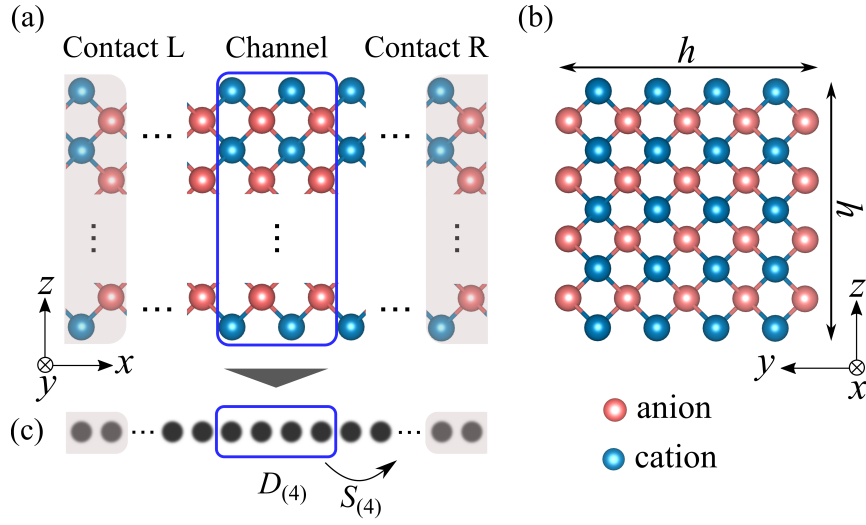 (a)
Contact L
Channel
Contact R
z
y
x
(b)
h
h
z
y
x
anion
cation
(c)
D(4)
S(4)